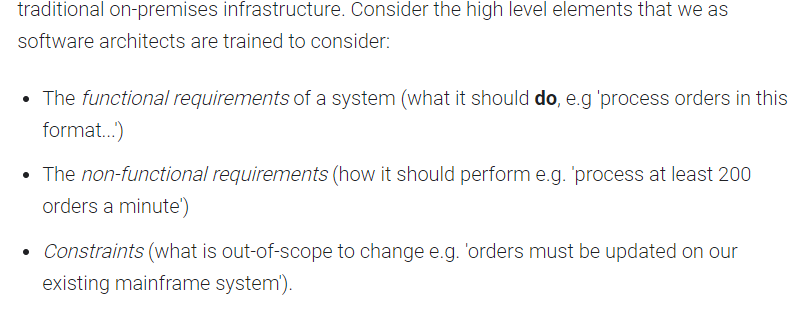 traditional on-premises infrastructure. Consider the high level elements that we as
software architects are trained to consider:
• The functional requirements of a system (what it should do, e.g 'process orders in this
format...')
• The non-functional requirements (how it should perform e.g. 'process at least 200
orders a minute')
• Constraints (what is out-of-scope to change e.g. 'orders must be updated on our
existing mainframe system').